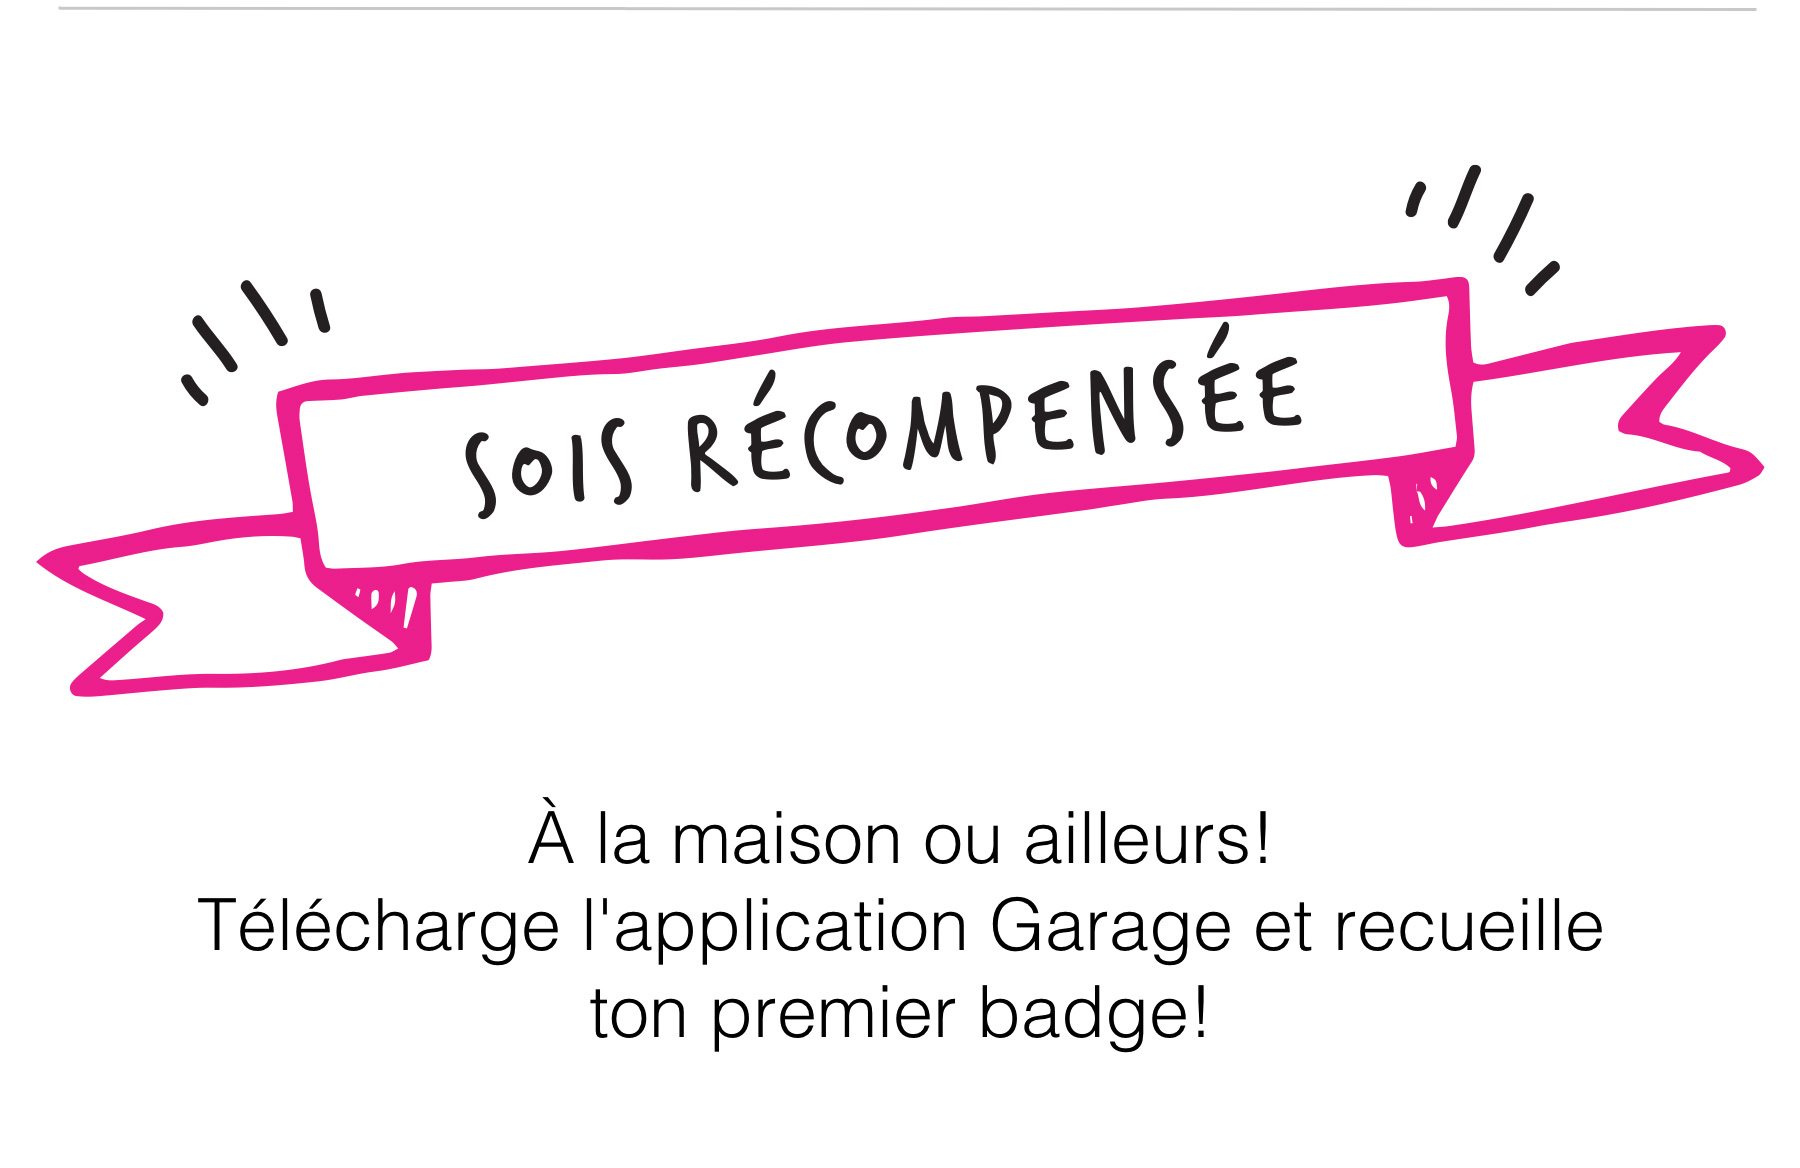 SOIS RÉCOMPENSÉE
À la maison ou ailleurs!
Télécharge l'application Garage et recueille
ton premier badge!